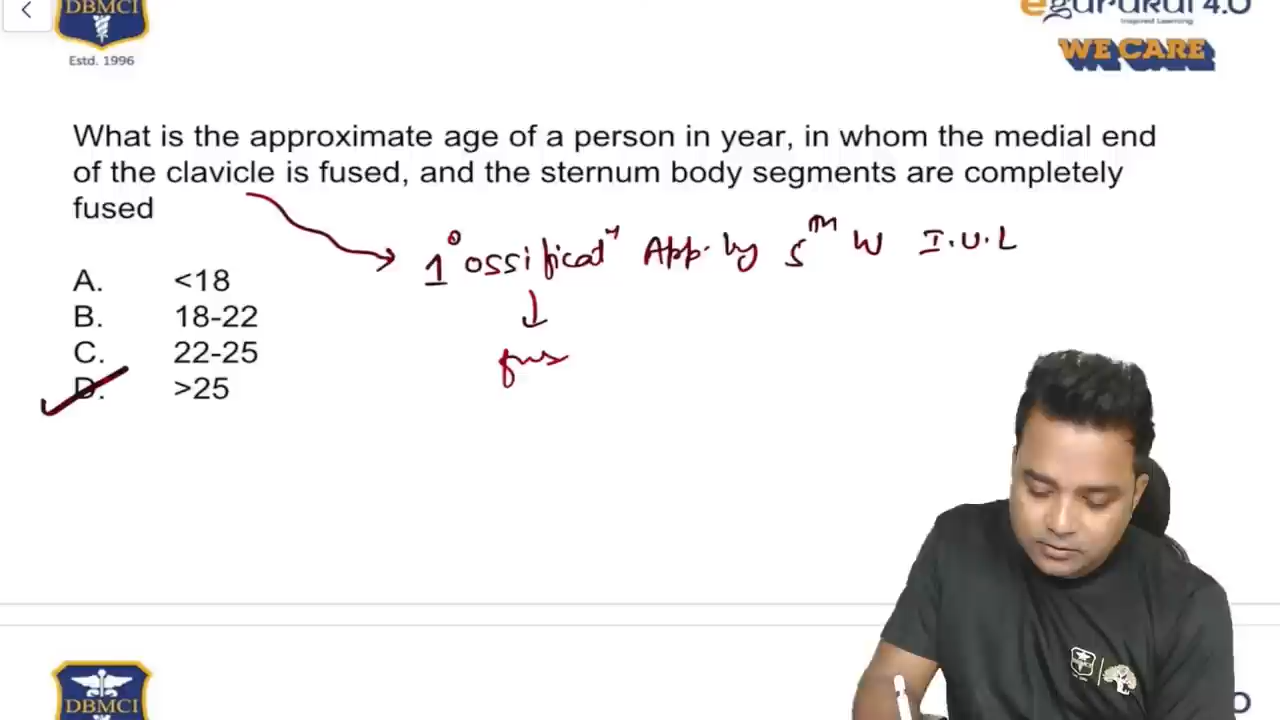 DBMCI
Estd. 1996
egurukul 4.0
Inspired Learning
WE CARE
What is the approximate age of a person in year, in whom the medial end
of the clavicle is fused, and the sternum body segments are completely
fused
1° ossificatⁿ App. by 5TH W I.U.L
fus
A. <18
B. 18-22
C. 22-25
D. >25
DBMCI